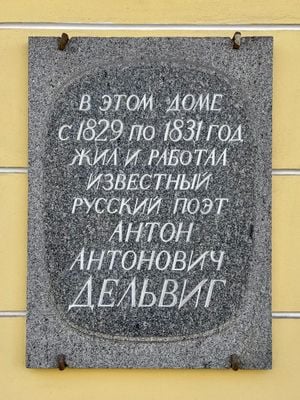 В ЭТОМ ДОМЕ
С 1829 ПО 1831 ГОД
ЖИЛ И РАБОТАЛ
ИЗВЕСТНЫЙ
РУССКИЙ ПОЭТ
АНТОН
АНТОНОВИЧ
ДЕЛЬВИГ